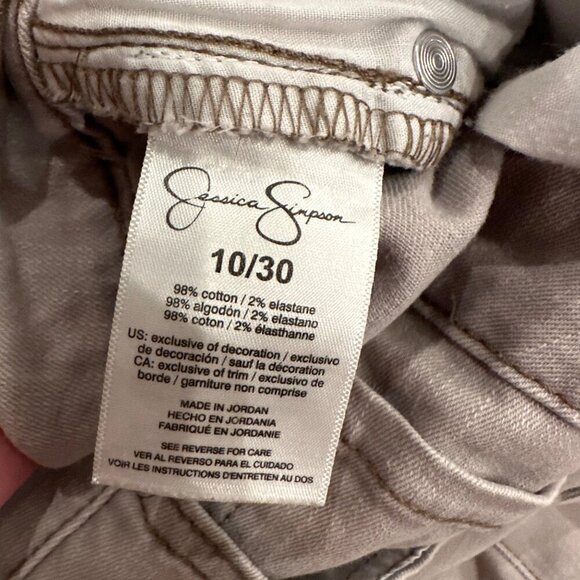 Jessica Simpson
10/30
98% cotton / 2% elastane
98% algodón / 2% elastano
98% coton / 2% élasthanne
US: exclusive of decoration / exclusivo
de decoración / sauf la décoration
CA: exclusive of trim / exclusivas de
borde / garniture non comprise
MADE IN JORDAN
HECHO EN JORDANIA
FABRIQUÉ EN JORDANIE
SEE REVERSE FOR CARE
VER AL REVERSO PARA EL CUIDADO
VOIR LES INSTRUCTIONS D'ENTRETIEN AU DOS